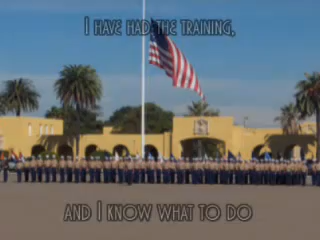 I have had the training,
and I know what to do